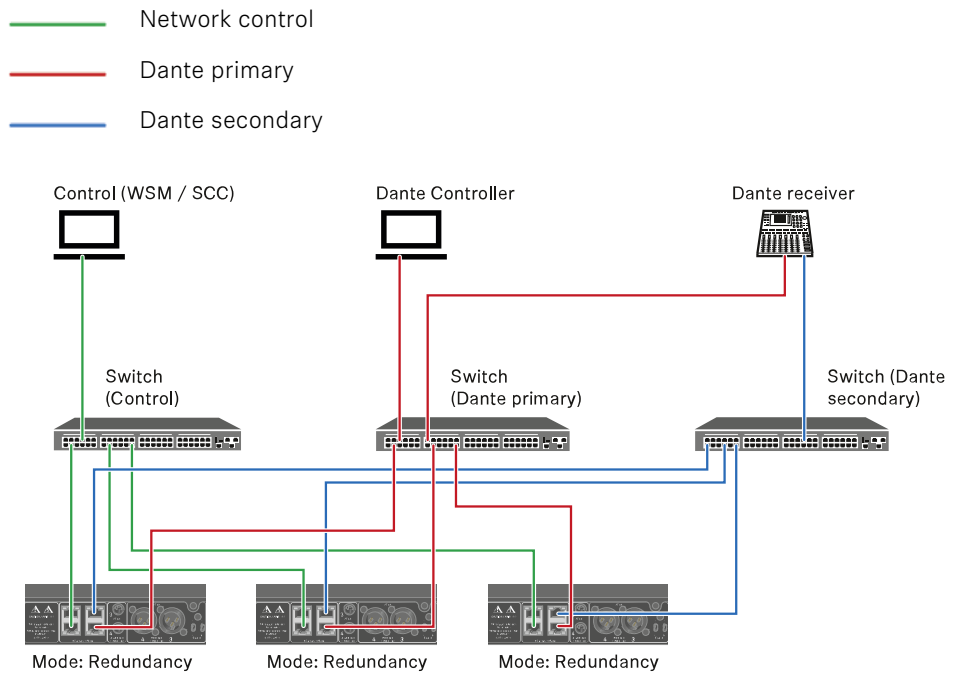 Network control
Dante primary
Dante secondary
Control (WSM / SCC)
Dante Controller
Dante receiver
Switch
(Control)
Switch
(Dante primary)
Switch (Dante
secondary)
Mode: Redundancy
Mode: Redundancy
Mode: Redundancy